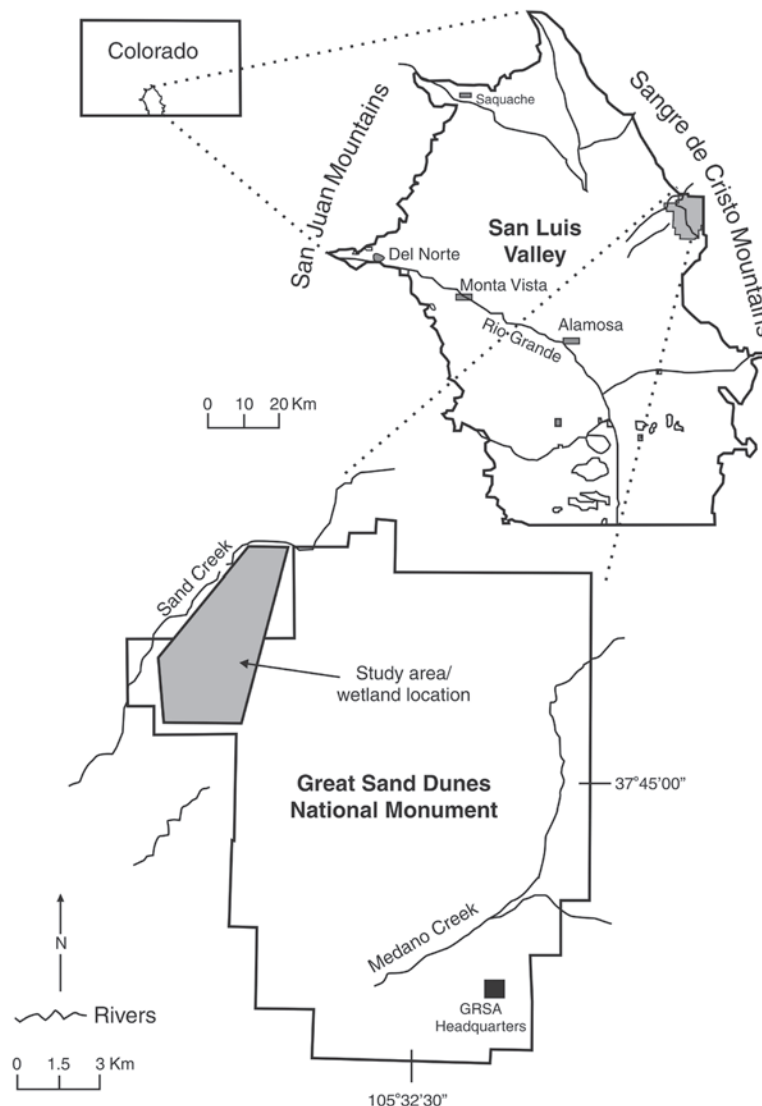 Colorado
Saquache
San Juan Mountains
Sangre de Cristo Mountains
San Luis
Valley
Del Norte
Monta Vista
Rio Grande
Alamosa
0 10 20 Km
Sand Creek
Study area/
wetland location
Great Sand Dunes
National Monument
37°45'00"
Medano Creek
N
GRSA
Headquarters
Rivers
0 1.5 3 Km
105°32'30"